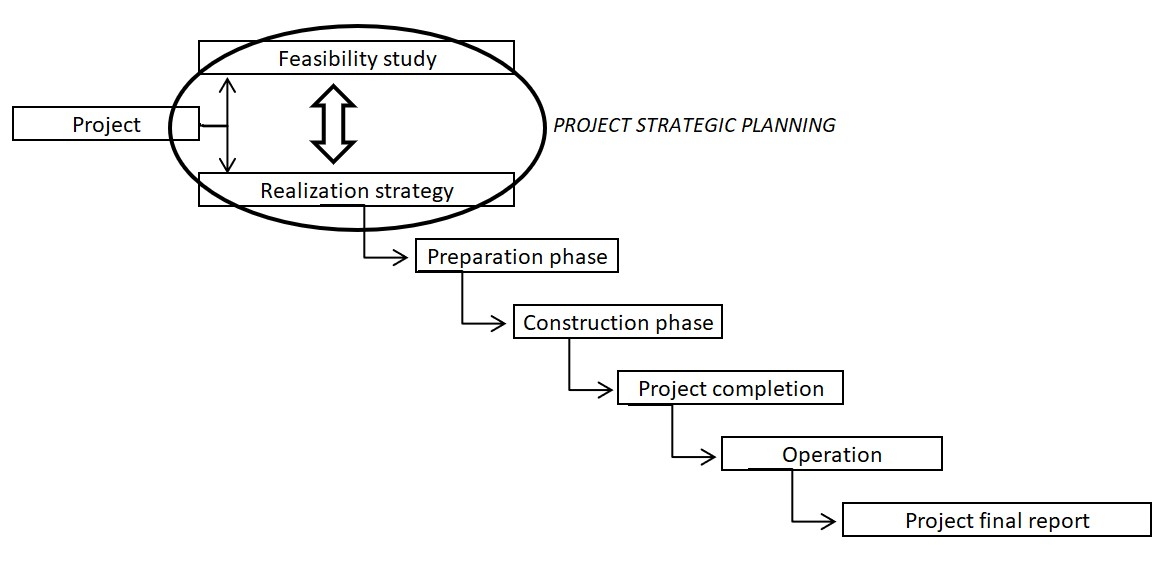 Feasibility study
Project
PROJECT STRATEGIC PLANNING
Realization strategy
Preparation phase
Construction phase
Project completion
Operation
Project final report